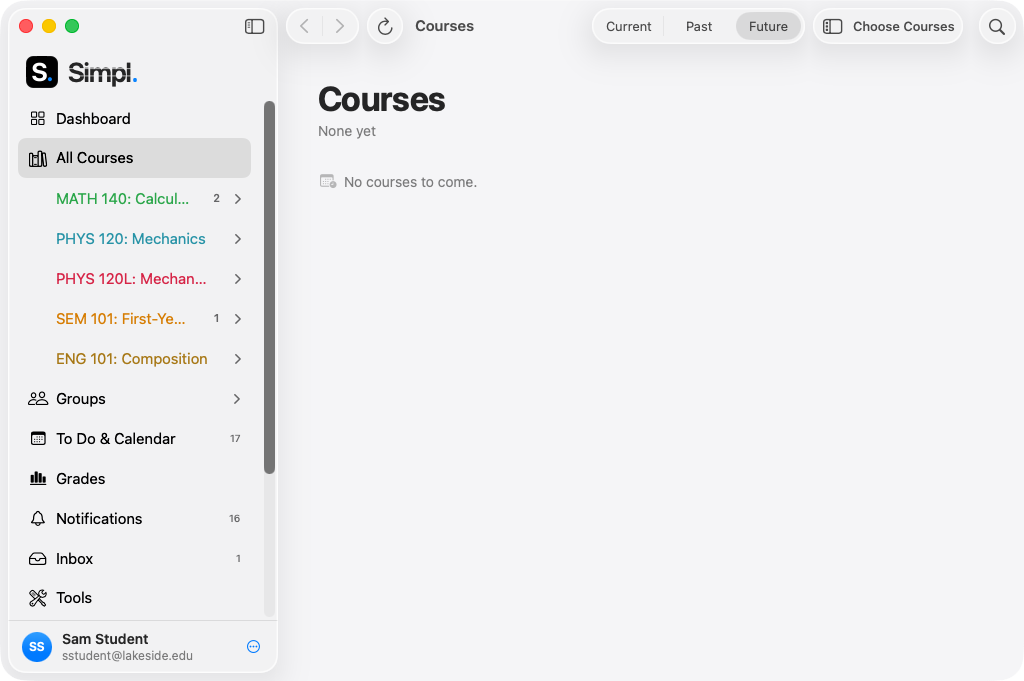 Courses
Current
Past
Future
Choose Courses
S.
Simpl.
Dashboard
All Courses
MATH 140: Calcul... 2
PHYS 120: Mechanics
PHYS 120L: Mechan...
SEM 101: First-Ye... 1
ENG 101: Composition
Groups
To Do & Calendar 17
Grades
Notifications 16
Inbox 1
Tools
SS
Sam Student
sstudent@lakeside.edu
Courses
None yet
No courses to come.